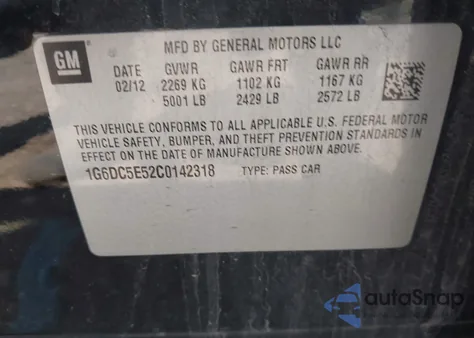 GM
MFD BY GENERAL MOTORS LLC
DATE GVWR GAWR FRT GAWR RR
02/12 2269 KG 1102 KG 1167 KG
5001 LB 2429 LB 2572 LB
THIS VEHICLE CONFORMS TO ALL APPLICABLE U.S. FEDERAL MOTOR
VEHICLE SAFETY, BUMPER, AND THEFT PREVENTION STANDARDS IN
EFFECT ON THE DATE OF MANUFACTURE SHOWN ABOVE.
1G6DC5E52C0142318 TYPE: PASS CAR
autoSnap